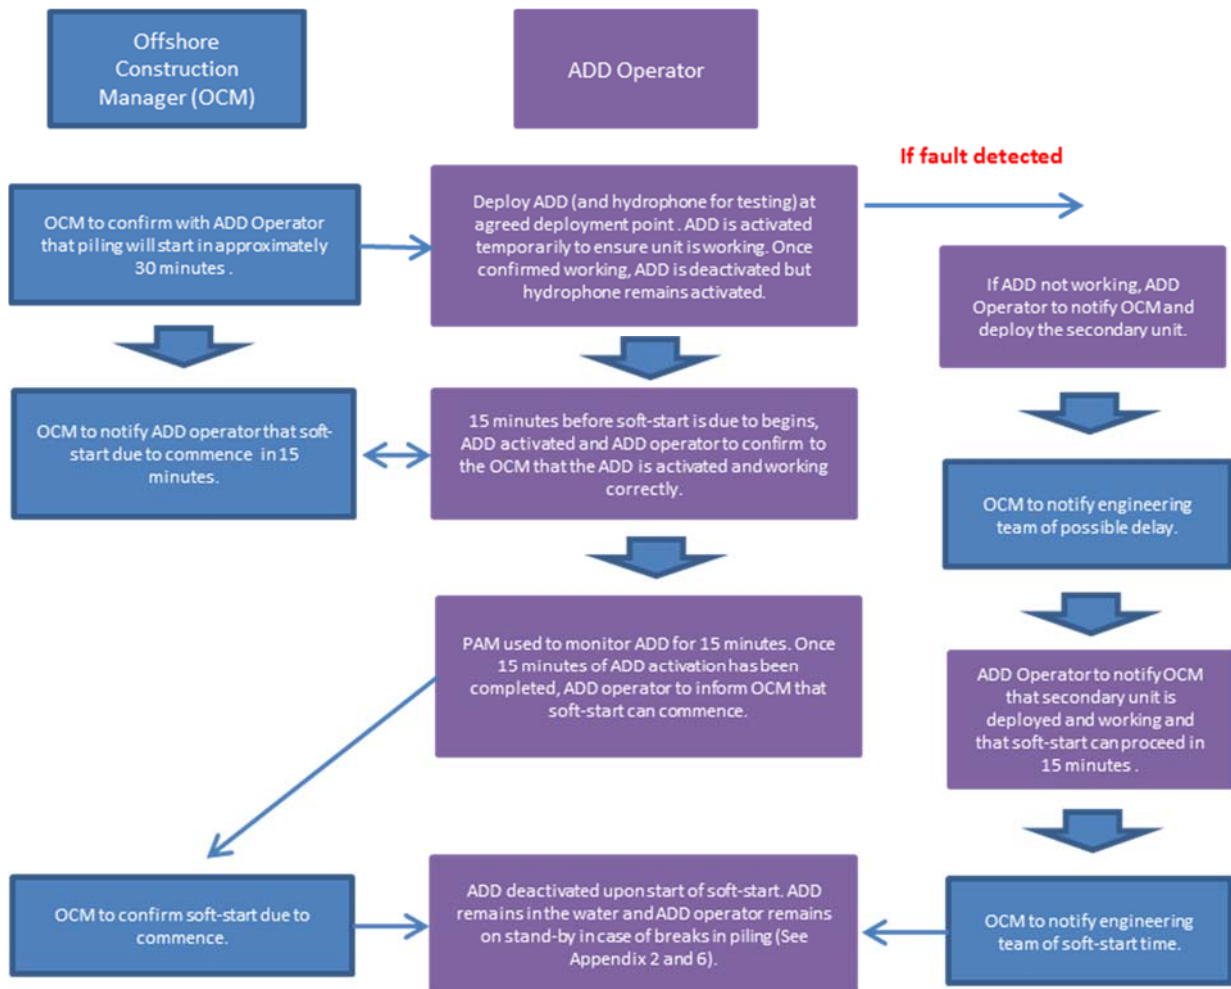 Offshore
Construction
Manager (OCM)
ADD Operator
If fault detected
OCM to confirm with ADD Operator
that piling will start in approximately
30 minutes .
Deploy ADD (and hydrophone for testing) at
agreed deployment point . ADD is activated
temporarily to ensure unit is working. Once
confirmed working, ADD is deactivated but
hydrophone remains activated.
If ADD not working, ADD
Operator to notify OCM and
deploy the secondary unit.
OCM to notify ADD operator that soft-
start due to commence in 15
minutes.
15 minutes before soft-start is due to begins,
ADD activated and ADD operator to confirm to
the OCM that the ADD is activated and working
correctly.
OCM to notify engineering
team of possible delay.
PAM used to monitor ADD for 15 minutes. Once
15 minutes of ADD activation has been
completed, ADD operator to inform OCM that
soft-start can commence.
ADD Operator to notify OCM
that secondary unit is
deployed and working and
that soft-start can proceed in
15 minutes .
OCM to confirm soft-start due to
commence.
ADD deactivated upon start of soft-start. ADD
remains in the water and ADD operator remains
on stand-by in case of breaks in piling (See
Appendix 2 and 6).
OCM to notify engineering
team of soft-start time.